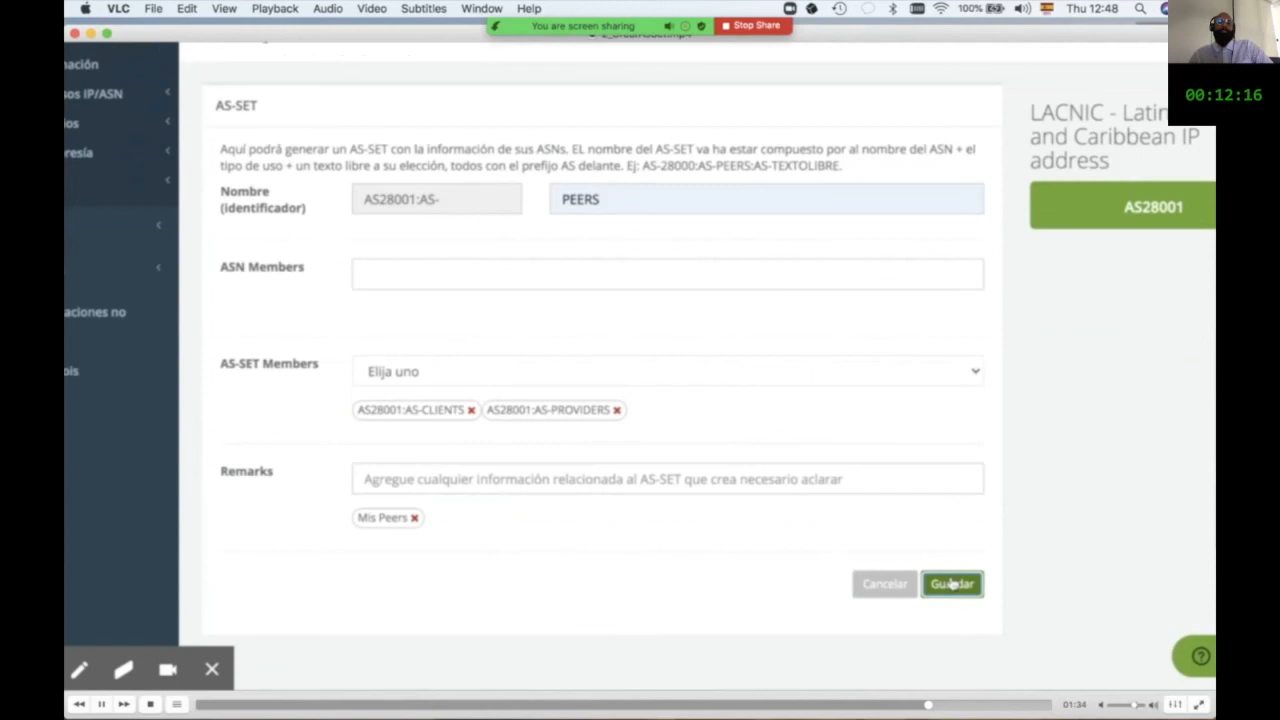 VLC File Edit View Playback Audio Video Subtitles Window Help 100% Thu 12:48
You are screen sharing Stop Share
00:12:16
nación
sos IP/ASN
los
resía
aciones no
ois
AS-SET
Aquí podrá generar un AS-SET con la información de sus ASNs. EL nombre del AS-SET va ha estar compuesto por al nombre del ASN + el
tipo de uso + un texto libre a su elección, todos con el prefijo AS delante. Ej: AS-28000:AS-PEERS:AS-TEXTOLIBRE.
Nombre
(identificador)
AS28001:AS- PEERS
ASN Members
AS-SET Members Elija uno
AS28001:AS-CLIENTS AS28001:AS-PROVIDERS
Remarks Agregue cualquier información relacionada al AS-SET que crea necesario aclarar
Mis Peers
Cancelar Guardar
LACNIC - Latin
and Caribbean IP
address
AS28001
01:34